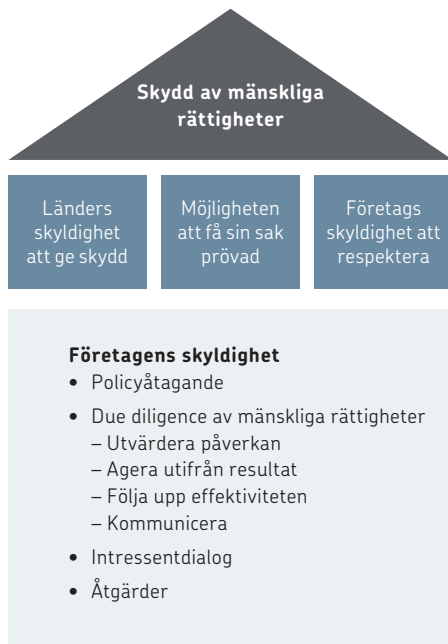 Skydd av mänskliga
rättigheter
Länders
skyldighet
att ge skydd
Möjligheten
att få sin sak
prövad
Företags
skyldighet att
respektera
Företagens skyldighet
• Policyåtagande
• Due diligence av mänskliga rättigheter
– Utvärdera påverkan
– Agera utifrån resultat
– Följa upp effektiviteten
– Kommunicera
• Intressentdialog
• Åtgärder